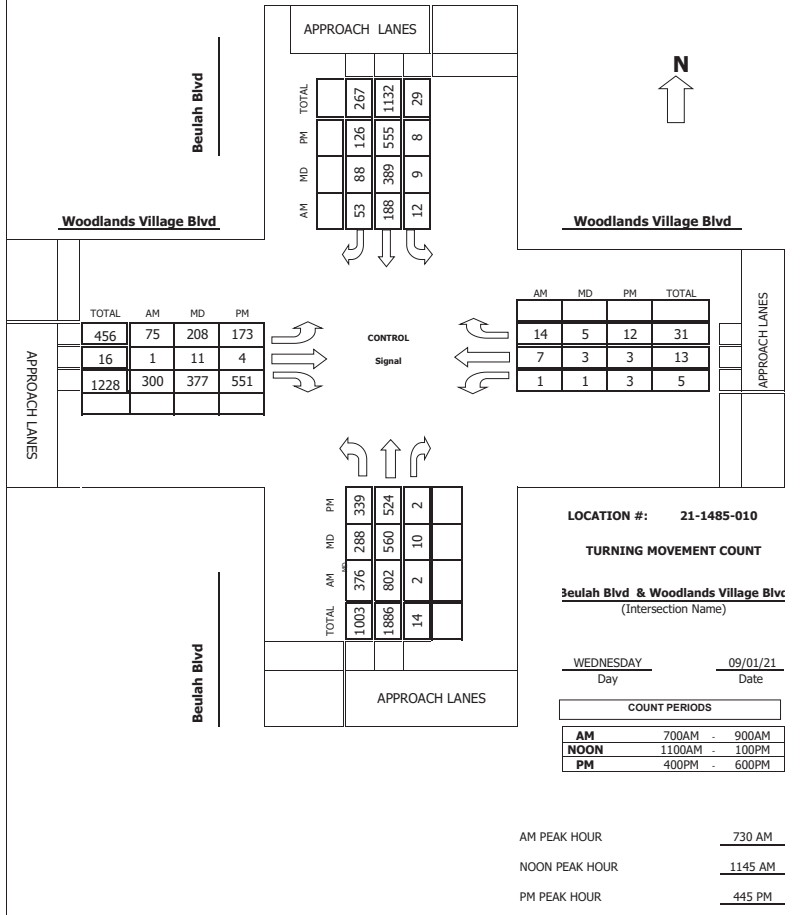 APPROACH LANES
N
Beulah Blvd
TOTAL 267 1132 29
PM 126 555 8
MD 88 389 9
AM 53 188 12
Woodlands Village Blvd
Woodlands Village Blvd
TOTAL AM MD PM
456 75 208 173
16 1 11 4
1228 300 377 551
APPROACH LANES
CONTROL
Signal
AM MD PM TOTAL
14 5 12 31
7 3 3 13
1 1 3 5
APPROACH LANES
PM 339 524 2
MD 288 560 10
MD
AM 376 802 2
TOTAL 1003 1886 14
APPROACH LANES
Beulah Blvd
LOCATION #: 21-1485-010
TURNING MOVEMENT COUNT
Beulah Blvd & Woodlands Village Blvd
(Intersection Name)
WEDNESDAY 09/01/21
Day Date
COUNT PERIODS
AM 700AM - 900AM
NOON 1100AM - 100PM
PM 400PM - 600PM
AM PEAK HOUR 730 AM
NOON PEAK HOUR 1145 AM
PM PEAK HOUR 445 PM